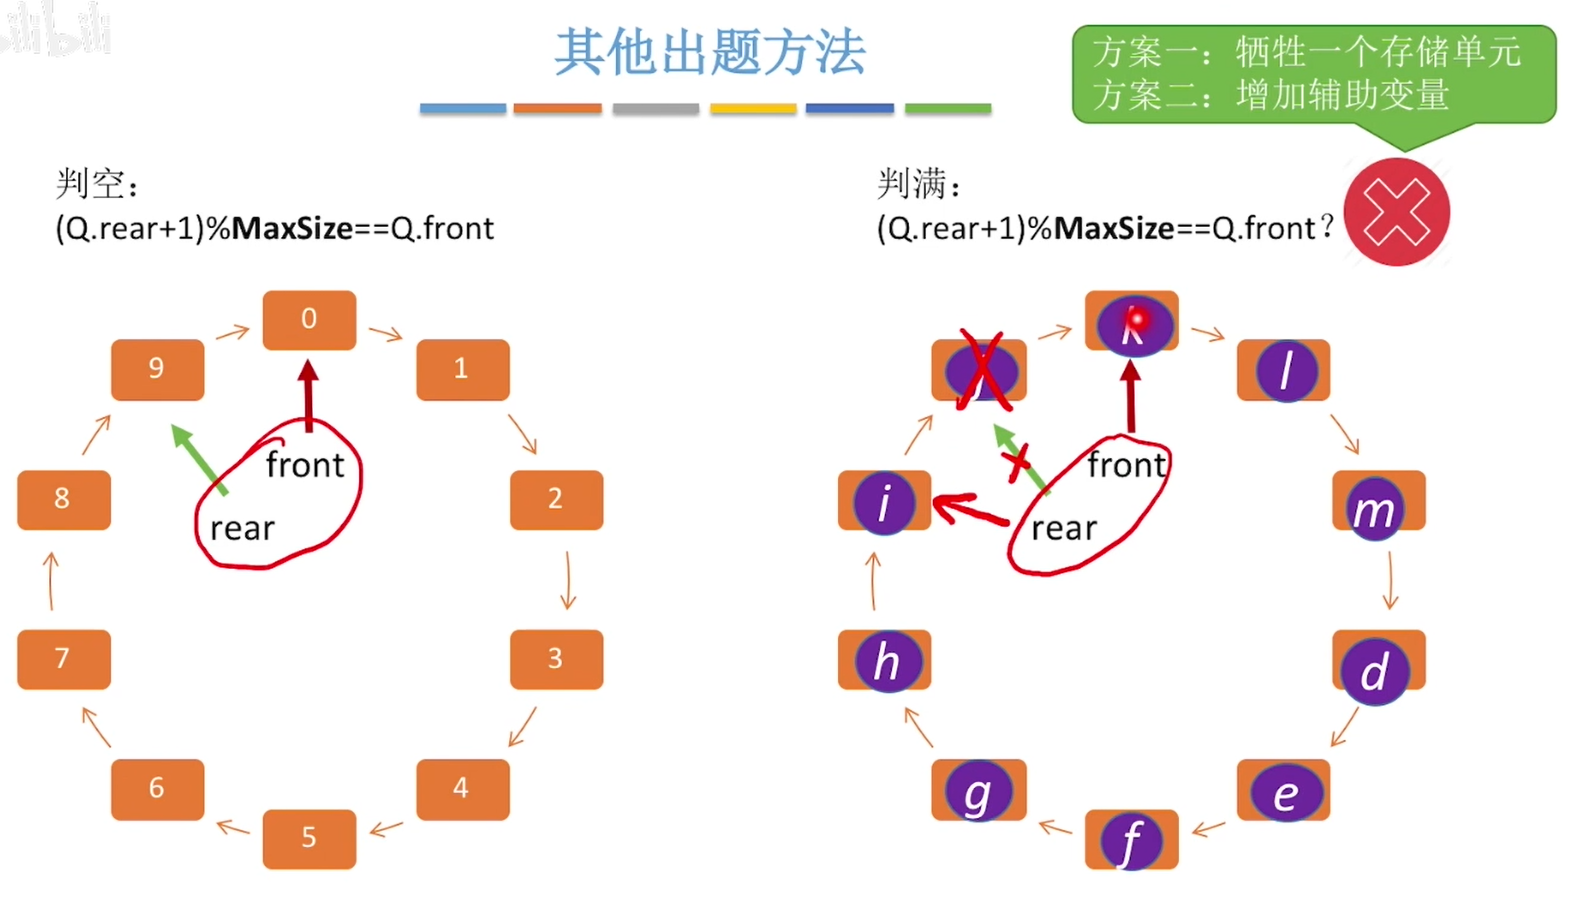 bilibili
其他出题方法
方案一：牺牲一个存储单元
方案二：增加辅助变量
判空：
(Q.rear+1)%MaxSize==Q.front
判满：
(Q.rear+1)%MaxSize==Q.front？
0
9
1
8
front
2
rear
7
3
6
4
5
k
j
l
i
front
m
rear
h
d
g
e
f